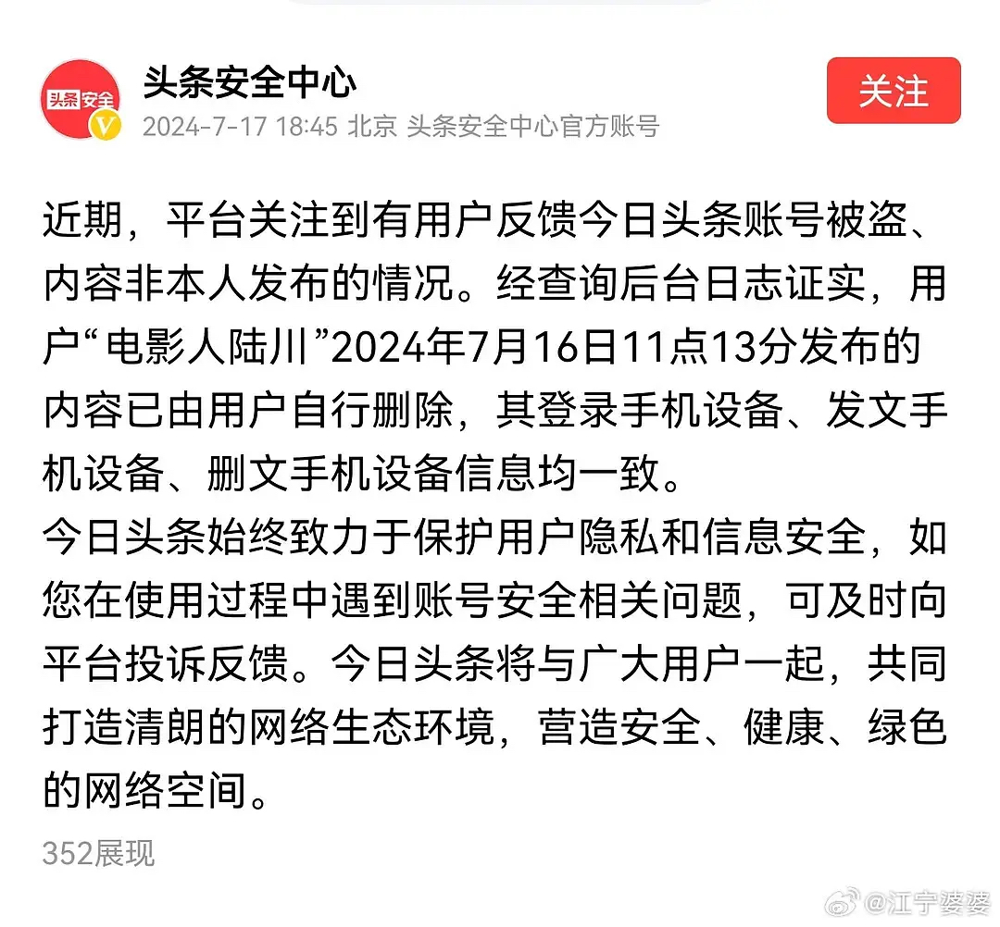 头条安全中心
关注
头条安全
V
2024-7-17 18:45 北京 头条安全中心官方账号
近期，平台关注到有用户反馈今日头条账号被盗、
内容非本人发布的情况。经查询后台日志证实，用
户“电影人陆川”2024年7月16日11点13分发布的
内容已由用户自行删除，其登录手机设备、发文手
机设备、删文手机设备信息均一致。
今日头条始终致力于保护用户隐私和信息安全，如
您在使用过程中遇到账号安全相关问题，可及时向
平台投诉反馈。今日头条将与广大用户一起，共同
打造清朗的网络生态环境，营造安全、健康、绿色
的网络空间。
352展现
@江宁婆婆